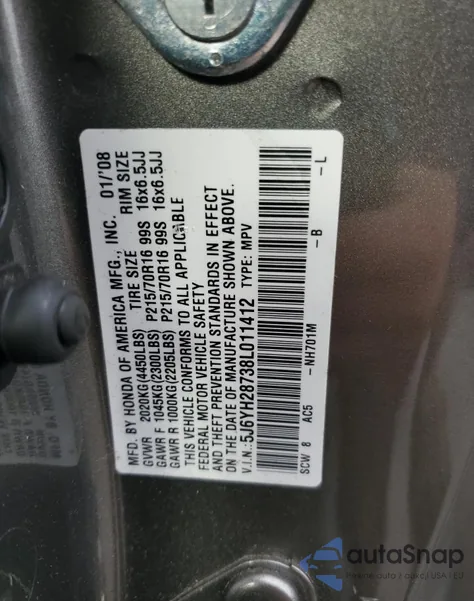 MFD. BY HONDA OF AMERICA MFG., INC. 01/'08
TIRE SIZE RIM SIZE
GVWR 2020KG(4450LBS)
GAWR F 1045KG(2300LBS) P215/70R16 99S 16x6.5JJ
GAWR R 1000KG(2205LBS) P215/70R16 99S 16x6.5JJ
THIS VEHICLE CONFORMS TO ALL APPLICABLE
FEDERAL MOTOR VEHICLE SAFETY
AND THEFT PREVENTION STANDARDS IN EFFECT
ON THE DATE OF MANUFACTURE SHOWN ABOVE.
V.I.N.: 5J6YH28738L011412 TYPE: MPV
SCW 8 AC5 -NH701M -B -L
autoSnap